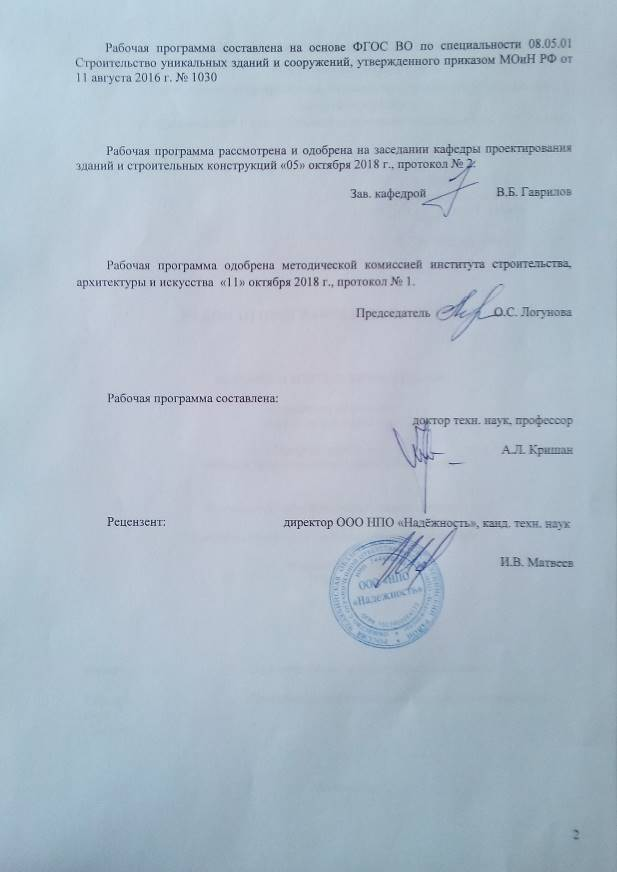 Рабочая программа составлена на основе ФГОС ВО по специальности 08.05.01
Строительство уникальных зданий и сооружений, утвержденного приказом МОиН РФ от
11 августа 2016 г. № 1030
Рабочая программа рассмотрена и одобрена на заседании кафедры проектирования
зданий и строительных конструкций «05» октября 2018 г., протокол № 2.
Зав. кафедрой В.Б. Гаврилов
Рабочая программа одобрена методической комиссией института строительства,
архитектуры и искусства «11» октября 2018 г., протокол № 1.
Председатель О.С. Логунова
Рабочая программа составлена:
доктор техн. наук, профессор
А.Л. Кришан
Рецензент: директор ООО НПО «Надёжность», канд. техн. наук
И.В. Матвеев
ООО «НПО
«Надежность»
2